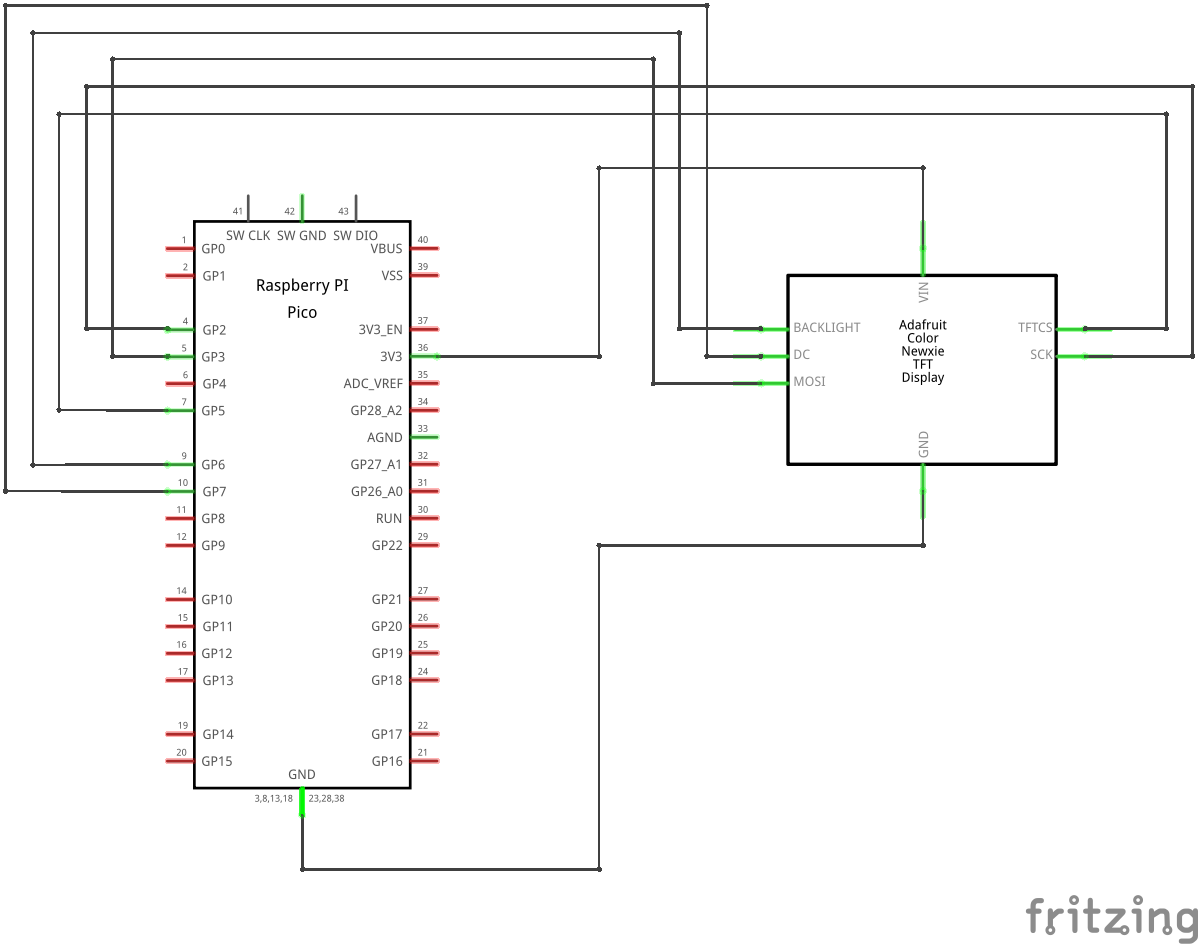 41
42
43
SW CLK
SW GND
SW DIO
1 GP0
VBUS 40
2 GP1
VSS 39
Raspberry PI
Pico
4 GP2
3V3_EN 37
5 GP3
3V3 36
6 GP4
ADC_VREF 35
7 GP5
GP28_A2 34
AGND 33
9 GP6
GP27_A1 32
10 GP7
GP26_A0 31
11 GP8
RUN 30
12 GP9
GP22 29
14 GP10
GP21 27
15 GP11
GP20 26
16 GP12
GP19 25
17 GP13
GP18 24
19 GP14
GP17 22
20 GP15
GP16 21
GND
3,8,13,18
23,28,38
VIN
BACKLIGHT
DC
MOSI
Adafruit
Color
Newxie
TFT
Display
TFTCS
SCK
GND
fritzing